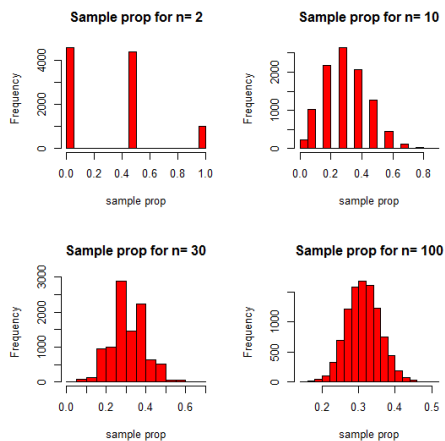 Sample prop for n= 2
Frequency
0 2000 4000
0.0 0.2 0.4 0.6 0.8 1.0
sample prop
Sample prop for n= 10
Frequency
0 1000 2000
0.0 0.2 0.4 0.6 0.8
sample prop
Sample prop for n= 30
Frequency
0 1000 2000 3000
0.0 0.2 0.4 0.6
sample prop
Sample prop for n= 100
Frequency
0 500 1000
0.2 0.3 0.4 0.5
sample prop